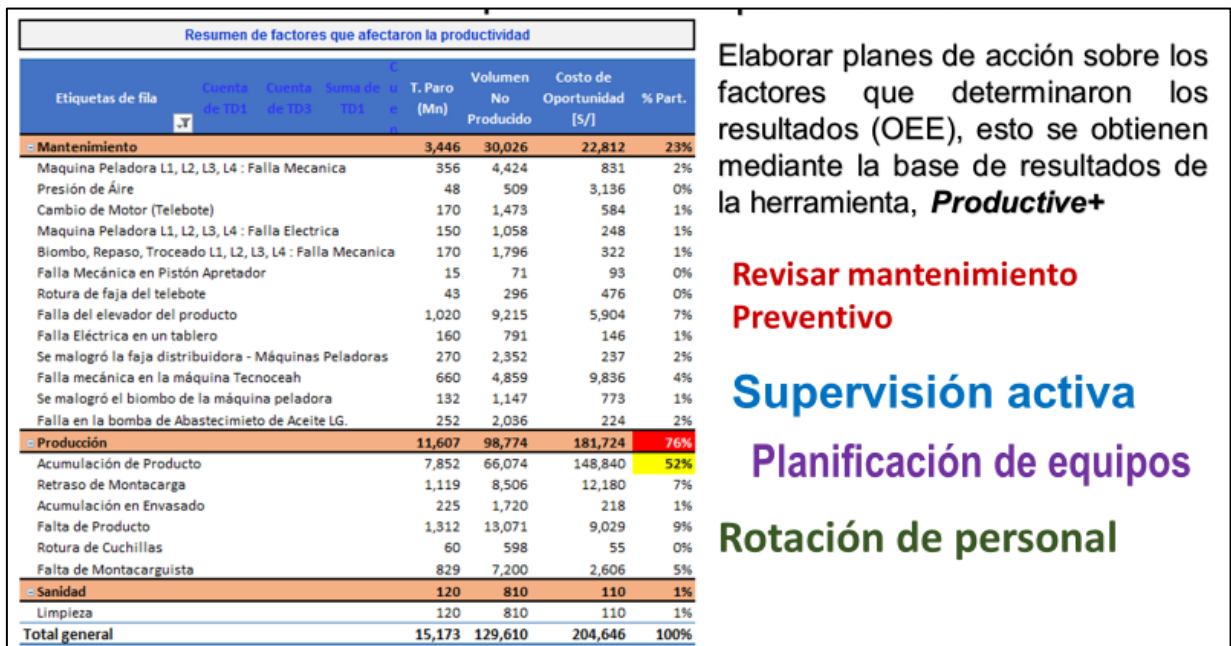 Resumen de factores que afectaron la productividad
Etiquetas de fila Cuenta de TD1 Cuenta de TD3 Suma de TD1 T. Paro (Mn) Volumen No Producido Costo de Oportunidad [S/] % Part.
Mantenimiento 3,446 30,026 22,812 23%
Maquina Peladora L1, L2, L3, L4 : Falla Mecanica 356 4,424 831 2%
Presión de Áire 48 509 3,136 0%
Cambio de Motor (Telebote) 170 1,473 584 1%
Maquina Peladora L1, L2, L3, L4 : Falla Electrica 150 1,058 248 1%
Biombo, Repaso, Troceado L1, L2, L3, L4 : Falla Mecanica 170 1,796 322 1%
Falla Mecánica en Pistón Apretador 15 71 93 0%
Rotura de faja del telebote 43 296 476 0%
Falla del elevador del producto 1,020 9,215 5,904 7%
Falla Eléctrica en un tablero 160 791 146 1%
Se malogró la faja distribuidora - Máquinas Peladoras 270 2,352 237 2%
Falla mecánica en la máquina Tecnoceah 660 4,859 9,836 4%
Se malogró el biombo de la máquina peladora 132 1,147 773 1%
Falla en la bomba de Abastecimieto de Aceite LG. 252 2,036 224 2%
Producción 11,607 98,774 181,724 76%
Acumulación de Producto 7,852 66,074 148,840 52%
Retraso de Montacarga 1,119 8,506 12,180 7%
Acumulación en Envasado 225 1,720 218 1%
Falta de Producto 1,312 13,071 9,029 9%
Rotura de Cuchillas 60 598 55 0%
Falta de Montacarguista 829 7,200 2,606 5%
Sanidad 120 810 110 1%
Limpieza 120 810 110 1%
Total general 15,173 129,610 204,646 100%
Elaborar planes de acción sobre los
factores que determinaron los
resultados (OEE), esto se obtienen
mediante la base de resultados de
la herramienta, Productive+
Revisar mantenimiento
Preventivo
Supervisión activa
Planificación de equipos
Rotación de personal